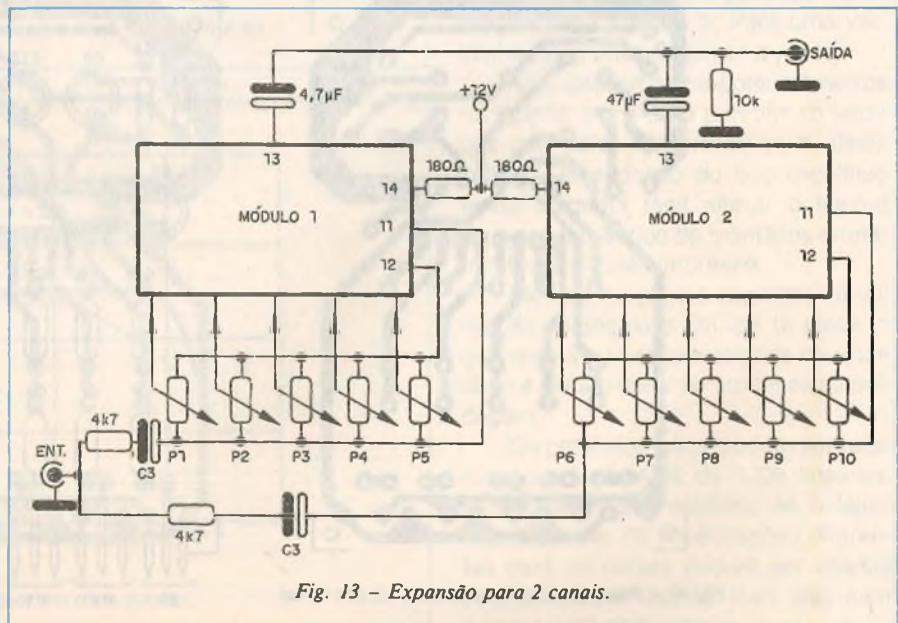 SAÍDA
4,7µF
+12V
47µF
10k
13
13
14
180Ω
180Ω
14
MÓDULO 1
11
12
MÓDULO 2
11
12
4k7
ENT.
C3
P1
P2
P3
P4
P5
P6
P7
P8
P9
P10
4k7
C3
Fig. 13 – Expansão para 2 canais.